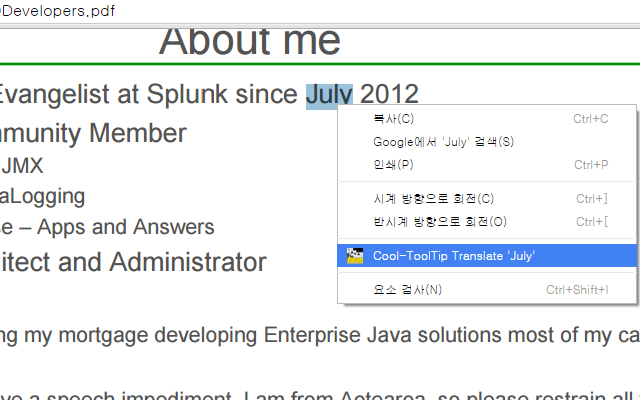 Developers.pdf
About me
Evangelist at Splunk since July 2012
munity Member
JMX
aLogging
se – Apps and Answers
itect and Administrator
ng my mortgage developing Enterprise Java solutions most of my ca
ve a speech impediment, I am from Aotearoa, so please restrain all
복사(C) Ctrl+C
Google에서 'July' 검색(S)
인쇄(P) Ctrl+P
시계 방향으로 회전(C) Ctrl+]
반시계 방향으로 회전(O) Ctrl+[
Cool-ToolTip Translate 'July'
요소 검사(N) Ctrl+Shift+I